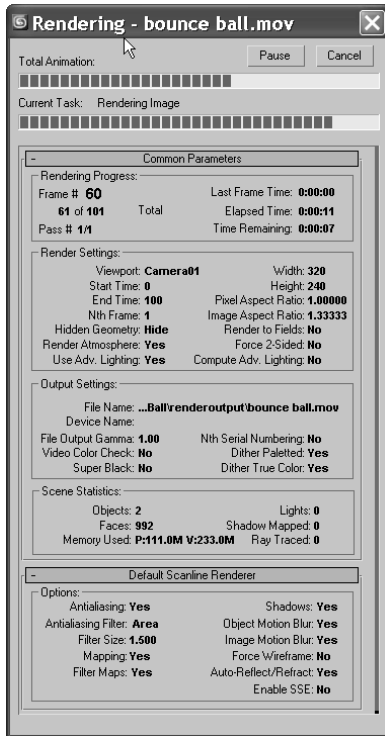 Rendering - bounce ball.mov
Total Animation:
Pause
Cancel
Current Task: Rendering Image
- Common Parameters
Rendering Progress:
Frame # 60
Last Frame Time: 0:00:00
61 of 101 Total
Elapsed Time: 0:00:11
Pass # 1/1
Time Remaining: 0:00:07
Render Settings:
Viewport: Camera01
Width: 320
Start Time: 0
Height: 240
End Time: 100
Pixel Aspect Ratio: 1.00000
Nth Frame: 1
Image Aspect Ratio: 1.33333
Hidden Geometry: Hide
Render to Fields: No
Render Atmosphere: Yes
Force 2-Sided: No
Use Adv. Lighting: Yes
Compute Adv. Lighting: No
Output Settings:
File Name: ...Ball\renderoutput\bounce ball.mov
Device Name:
File Output Gamma: 1.00
Nth Serial Numbering: No
Video Color Check: No
Dither Paletted: Yes
Super Black: No
Dither True Color: Yes
Scene Statistics:
Objects: 2
Lights: 0
Faces: 992
Shadow Mapped: 0
Memory Used: P:111.0M V:233.0M
Ray Traced: 0
- Default Scanline Renderer
Options:
Antialiasing: Yes
Shadows: Yes
Antialiasing Filter: Area
Object Motion Blur: Yes
Filter Size: 1.500
Image Motion Blur: Yes
Mapping: Yes
Force Wireframe: No
Filter Maps: Yes
Auto-Reflect/Refract: Yes
Enable SSE: No